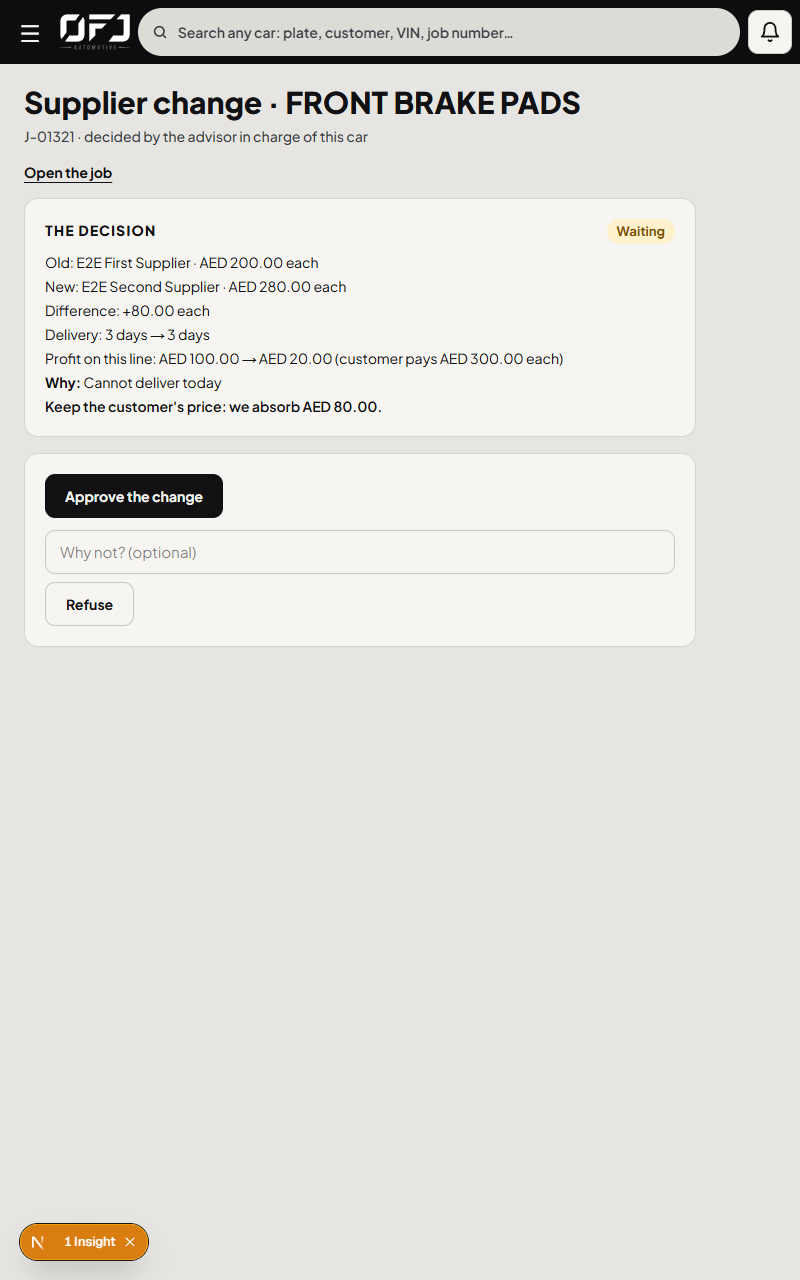 OFJ
AUTOMOTIVE
Search any car: plate, customer, VIN, job number…
Supplier change · FRONT BRAKE PADS
J-01321 · decided by the advisor in charge of this car
Open the job
THE DECISION
Waiting
Old: E2E First Supplier · AED 200.00 each
New: E2E Second Supplier · AED 280.00 each
Difference: +80.00 each
Delivery: 3 days → 3 days
Profit on this line: AED 100.00 → AED 20.00 (customer pays AED 300.00 each)
Why: Cannot deliver today
Keep the customer's price: we absorb AED 80.00.
Approve the change
Why not? (optional)
Refuse
1 Insight